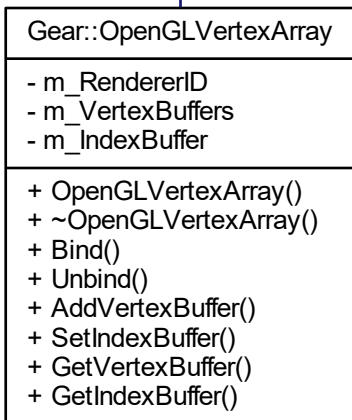 Gear::OpenGLVertexArray
- m_RendererID
- m_VertexBuffers
- m_IndexBuffer
+ OpenGLVertexArray()
+ ~OpenGLVertexArray()
+ Bind()
+ Unbind()
+ AddVertexBuffer()
+ SetIndexBuffer()
+ GetVertexBuffer()
+ GetIndexBuffer()